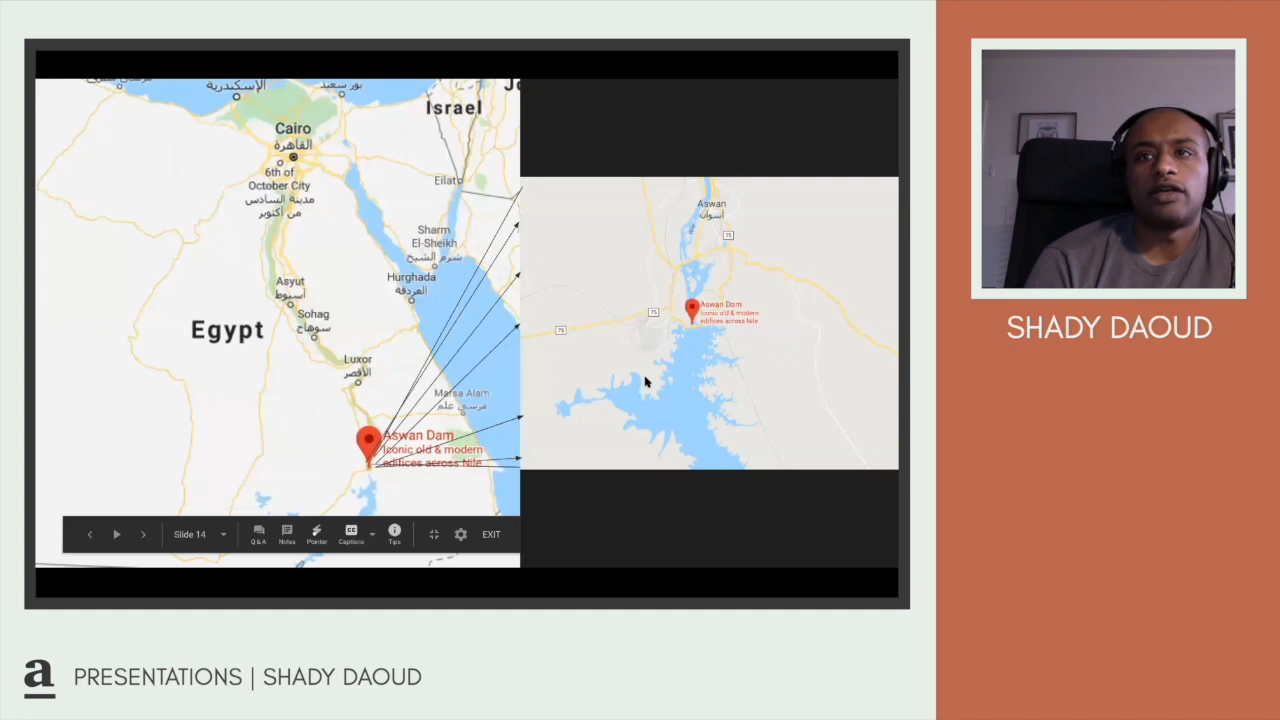 الإسكندرية
بور سعيد
Israel
Cairo
القاهرة
6th of
October City
مدينة السادس
من أكتوبر
Eilat
Sharm
El-Sheikh
شرم الشيخ
Hurghada
الغردقة
Asyut
أسيوط
Sohag
سوهاج
Egypt
Luxor
الأقصر
Marsa Alam
مرسى علم
Aswan Dam
Iconic old & modern
edifices across Nile
Slide 14
Q & A
Notes
Pointer
CC
Captions
Tips
EXIT
Aswan
أسوان
75
75
75
Aswan Dam
Iconic old & modern
edifices across Nile
SHADY DAOUD
a PRESENTATIONS | SHADY DAOUD